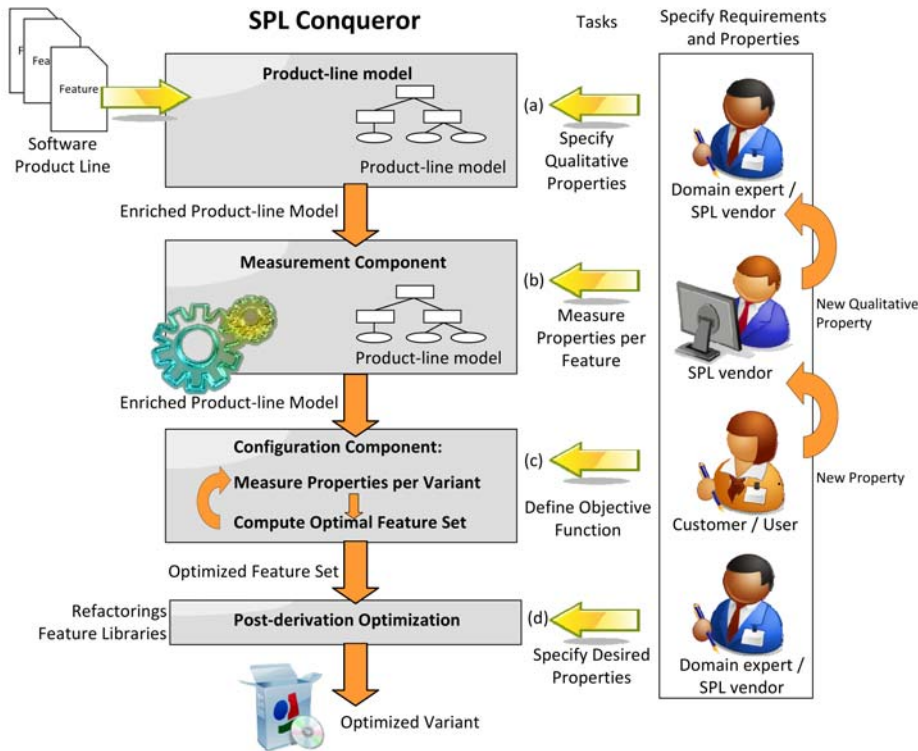 SPL Conqueror
Tasks
Specify Requirements
and Properties
F
Fea
Feature
Software
Product Line
Product-line model
Product-line model
(a)
Specify
Qualitative
Properties
Domain expert /
SPL vendor
Enriched Product-line Model
Measurement Component
Product-line model
(b)
Measure
Properties per
Feature
SPL vendor
New Qualitative
Property
Enriched Product-line Model
Configuration Component:
Measure Properties per Variant
Compute Optimal Feature Set
(c)
Define Objective
Function
Customer / User
New Property
Optimized Feature Set
Refactorings
Feature Libraries
Post-derivation Optimization
(d)
Specify Desired
Properties
Domain expert /
SPL vendor
Optimized Variant